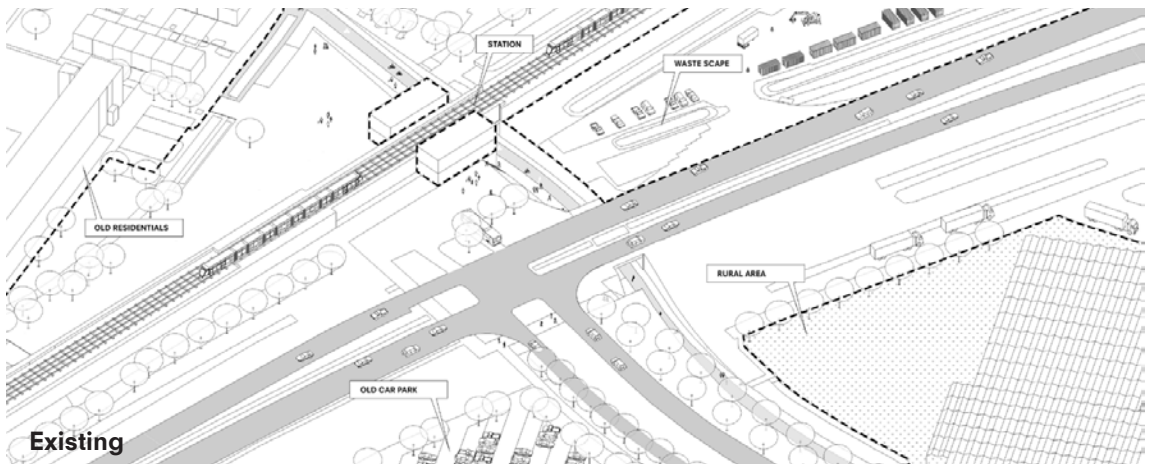 STATION
WASTE SCAPE
OLD RESIDENTIALS
RURAL AREA
OLD CAR PARK
Existing